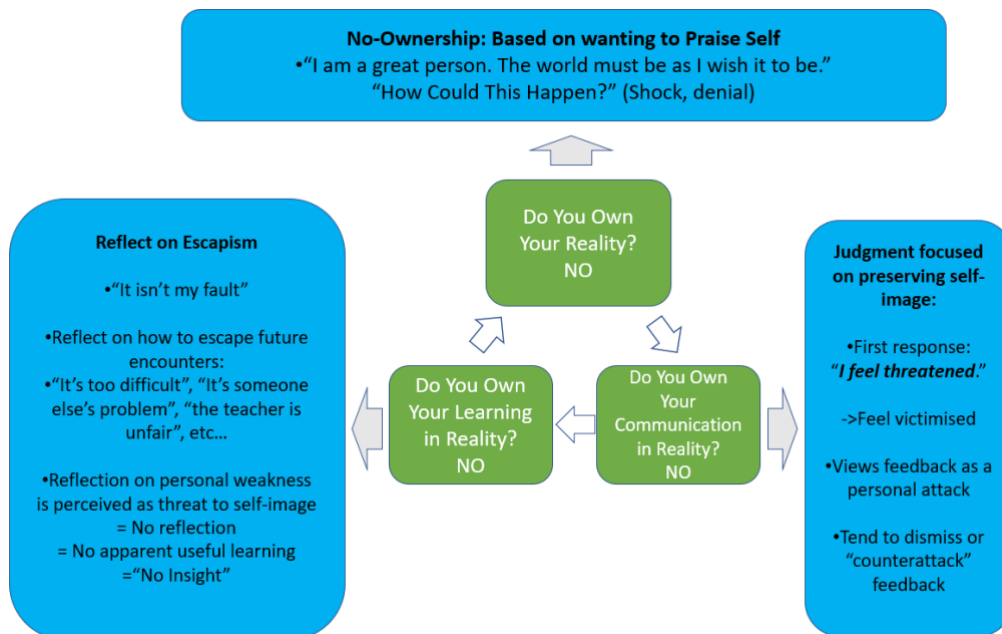 No-Ownership: Based on wanting to Praise Self
•“I am a great person. The world must be as I wish it to be.”
“How Could This Happen?” (Shock, denial)
Do You Own
Your Reality?
NO
Judgment focused
on preserving self-
image:
•First response:
“I feel threatened.”
->Feel victimised
•Views feedback as a
personal attack
•Tend to dismiss or
“counterattack”
feedback
Do You Own
Your
Communication
in Reality?
NO
Do You Own
Your Learning
in Reality?
NO
Reflect on Escapism
•“It isn’t my fault”
•Reflect on how to escape future
encounters:
•“It’s too difficult”, “It’s someone
else’s problem”, “the teacher is
unfair”, etc…
•Reflection on personal weakness
is perceived as threat to self-image
= No reflection
= No apparent useful learning
=“No Insight”